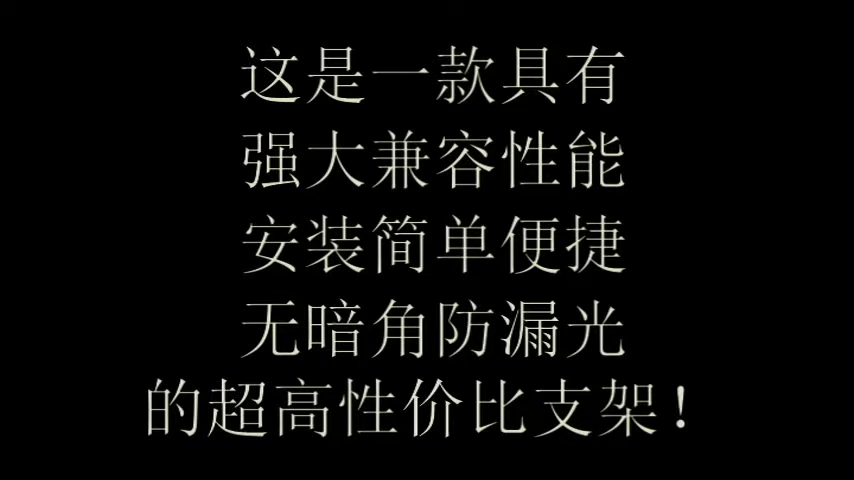 这是一款具有
强大兼容性能
安装简单便捷
无暗角防漏光
的超高性价比支架！